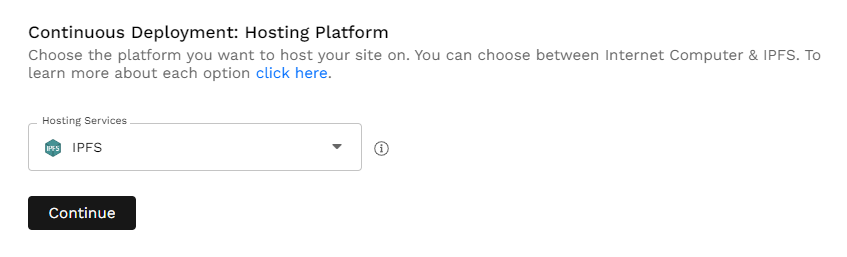 Continuous Deployment: Hosting Platform
Choose the platform you want to host your site on. You can choose between Internet Computer & IPFS. To
learn more about each option click here.
Hosting Services
IPFS IPFS
Continue